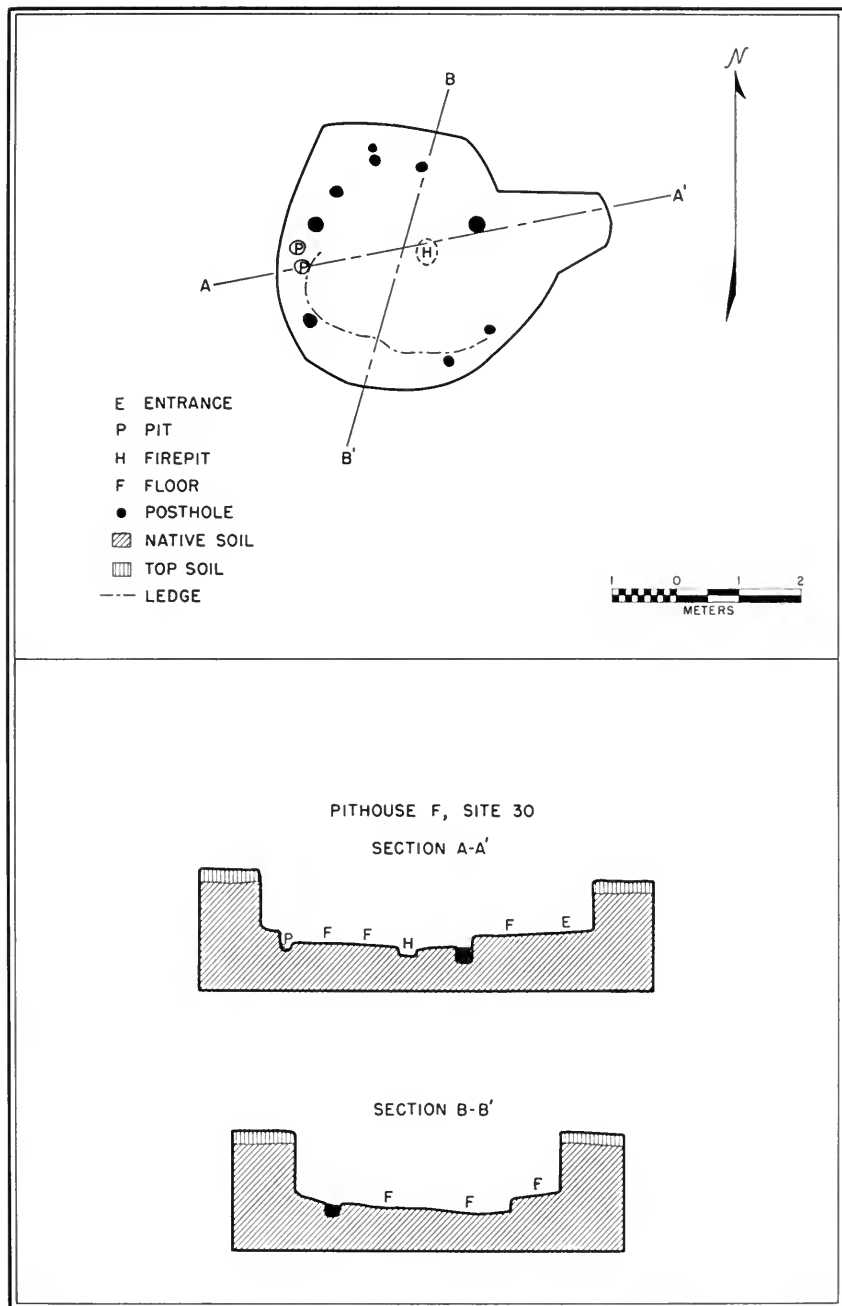 N
B
A'
H
P
P
A
B'
E ENTRANCE
P PIT
H FIREPIT
F FLOOR
POSTHOLE
NATIVE SOIL
TOP SOIL
LEDGE
1 0 1 2
METERS
PITHOUSE F, SITE 30
SECTION A-A'
P F F H F E
SECTION B-B'
F F F